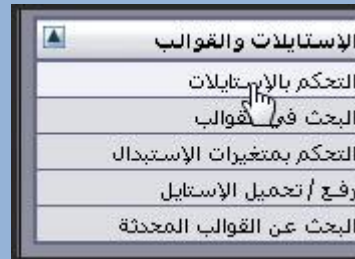 الإستايلات والقوالب
التحكم بالإستايلات
البحث في القوالب
التحكم بمتغيرات الإستبدال
رفع / تحميل الإستايل
البحث عن القوالب المحدثة